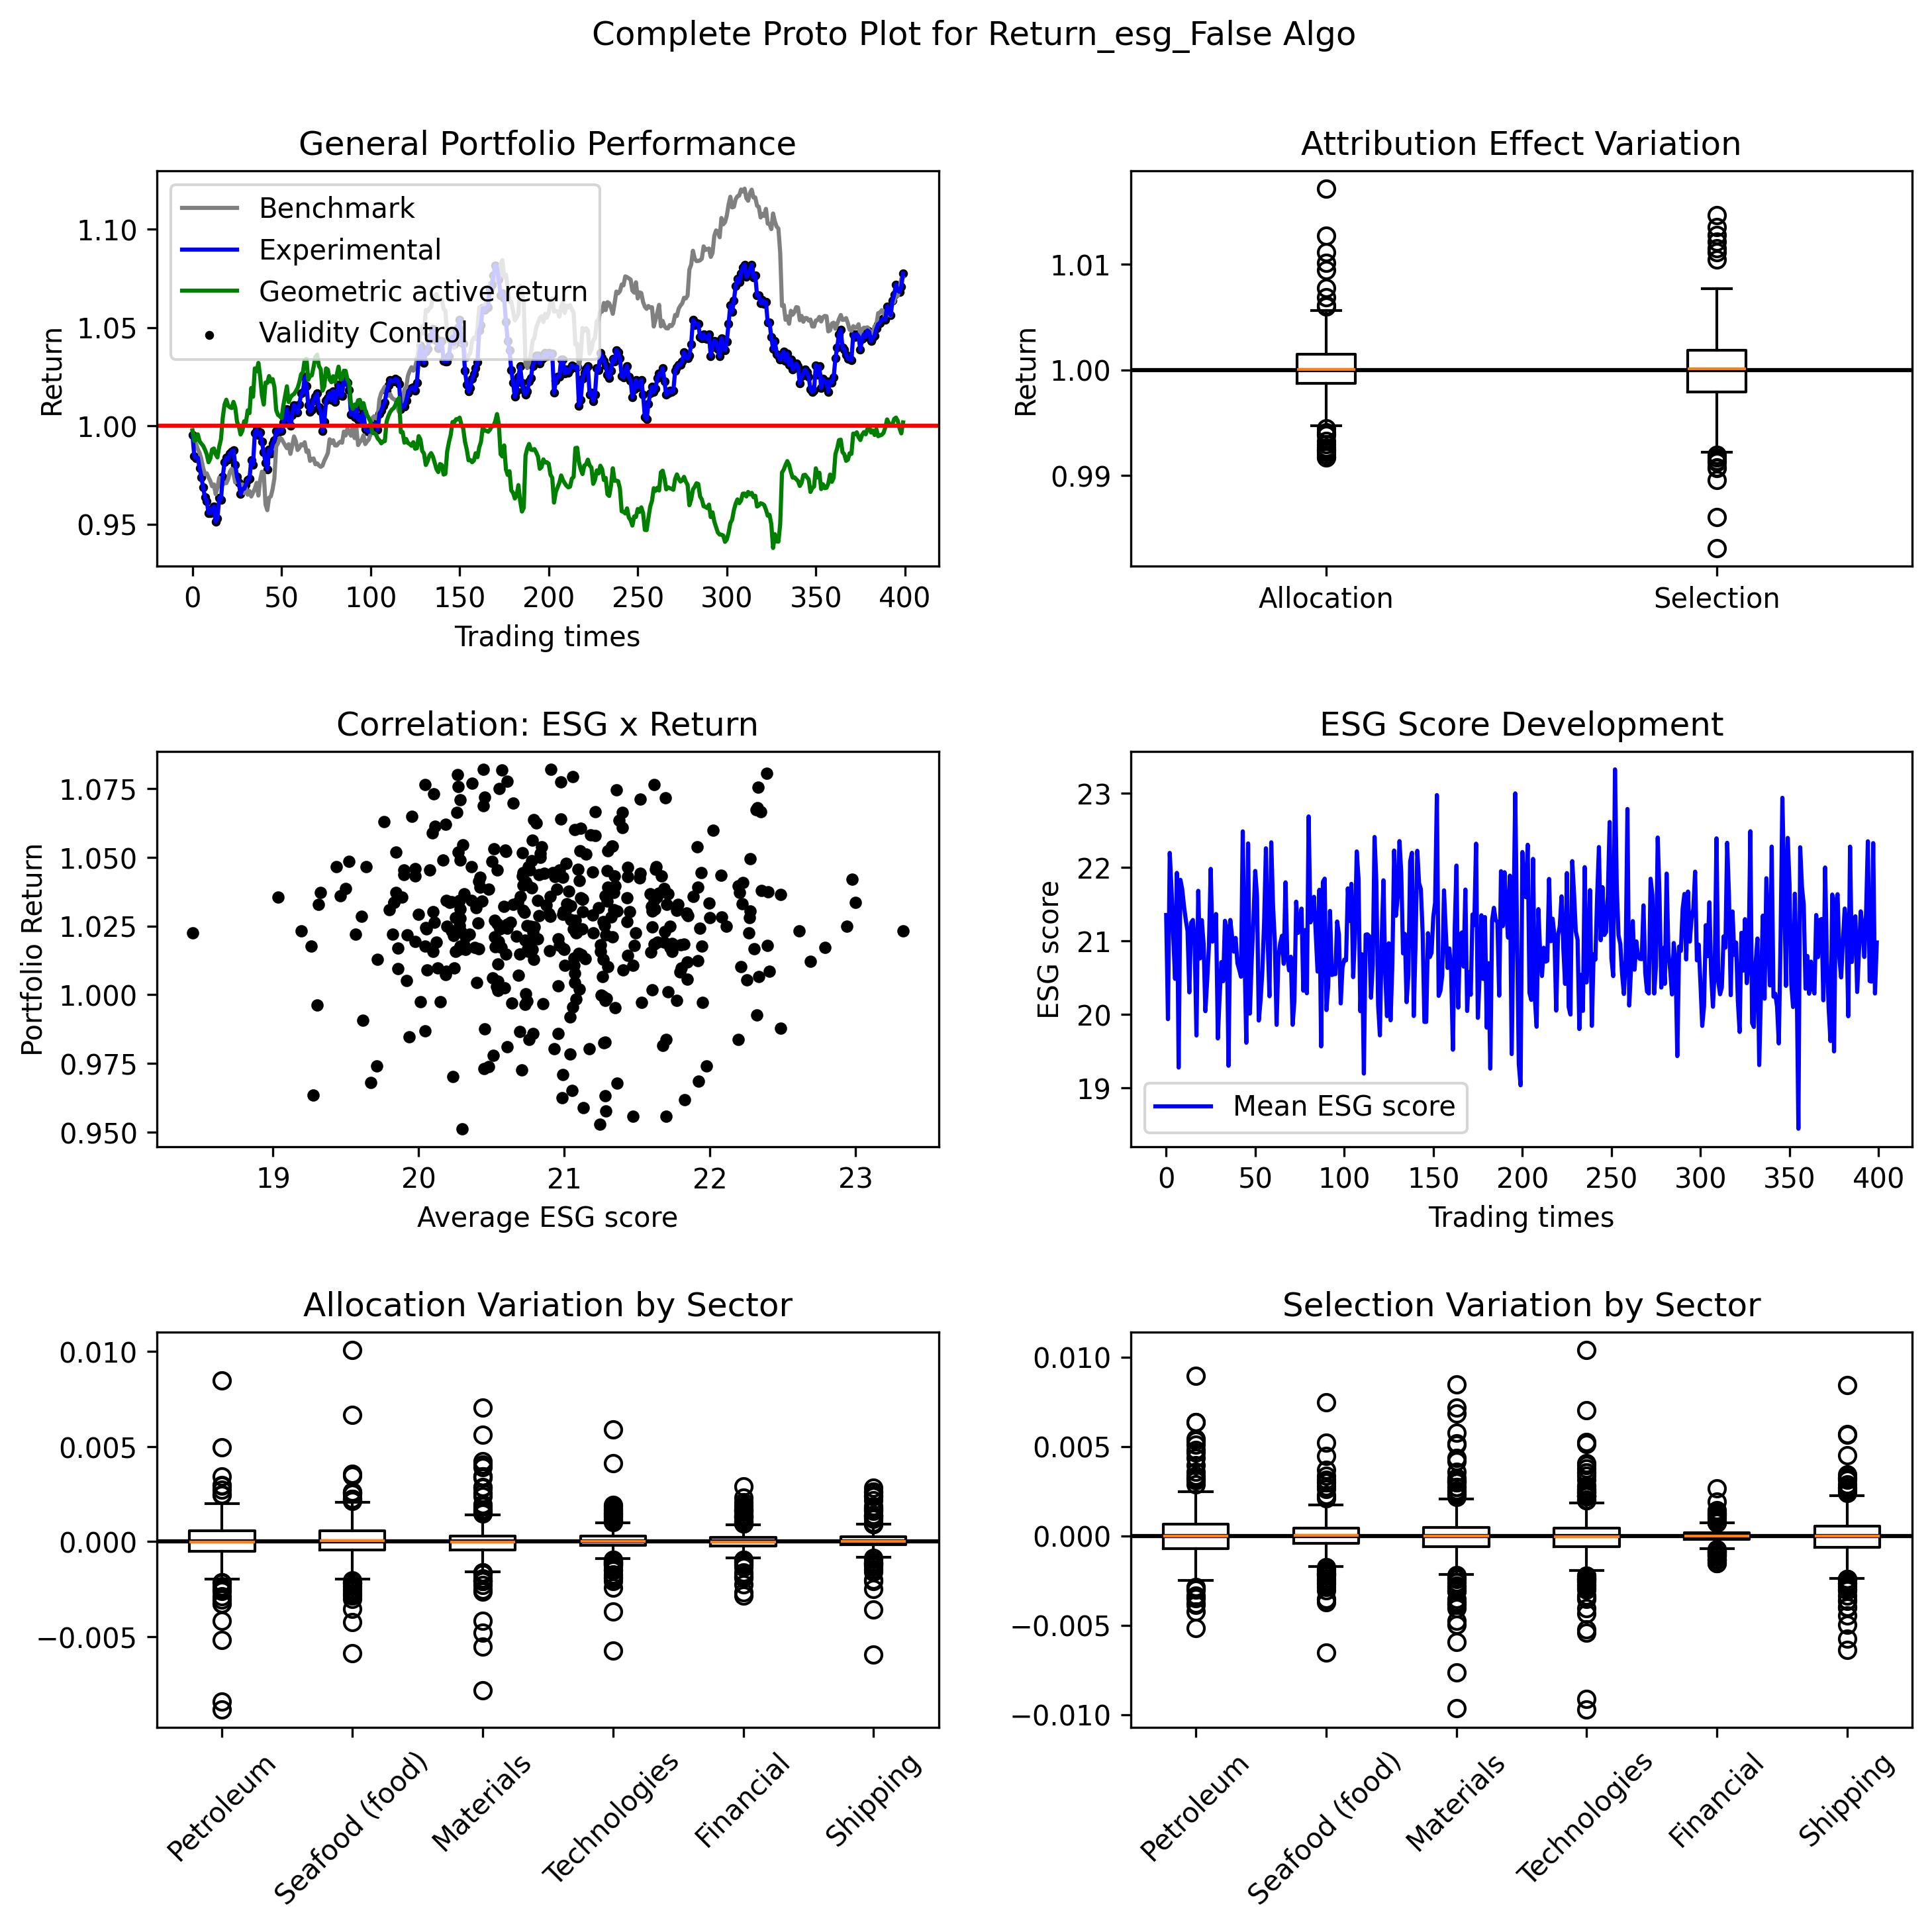 Complete Proto Plot for Return_esg_False Algo
General Portfolio Performance
Return
1.10
1.05
1.00
0.95
Benchmark
Experimental
Geometric active return
Validity Control
0 50 100 150 200 250 300 350 400
Trading times
Attribution Effect Variation
Return
1.01
1.00
0.99
Allocation Selection
Correlation: ESG x Return
Portfolio Return
1.075
1.050
1.025
1.000
0.975
0.950
19 20 21 22 23
Average ESG score
ESG Score Development
ESG score
23
22
21
20
19
Mean ESG score
0 50 100 150 200 250 300 350 400
Trading times
Allocation Variation by Sector
0.010
0.005
0.000
−0.005
Petroleum
Seafood (food)
Materials
Technologies
Financial
Shipping
Selection Variation by Sector
0.010
0.005
0.000
−0.005
−0.010
Petroleum
Seafood (food)
Materials
Technologies
Financial
Shipping